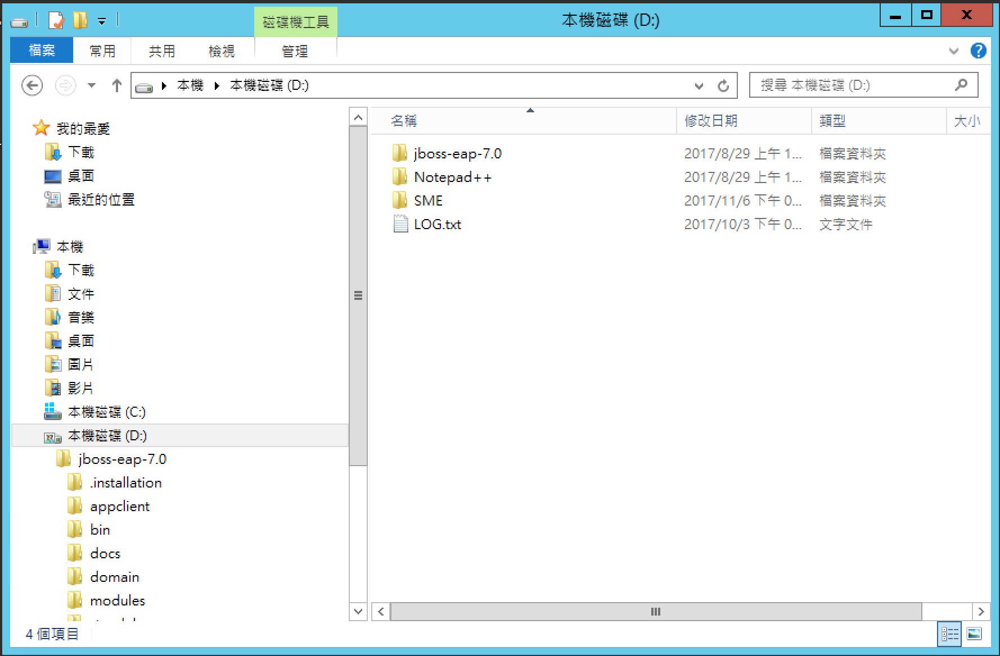 磁碟機工具
本機磁碟 (D:)
檔案
常用
共用
檢視
管理
本機
本機磁碟 (D:)
搜尋 本機磁碟 (D:)
我的最愛
下載
桌面
最近的位置
本機
下載
文件
音樂
桌面
圖片
影片
本機磁碟 (C:)
本機磁碟 (D:)
jboss-eap-7.0
.installation
appclient
bin
docs
domain
modules
名稱 修改日期 類型 大小
jboss-eap-7.0 2017/8/29 上午 1... 檔案資料夾
Notepad++ 2017/8/29 上午 1... 檔案資料夾
SME 2017/11/6 下午 0... 檔案資料夾
LOG.txt 2017/10/3 下午 0... 文字文件
4 個項目